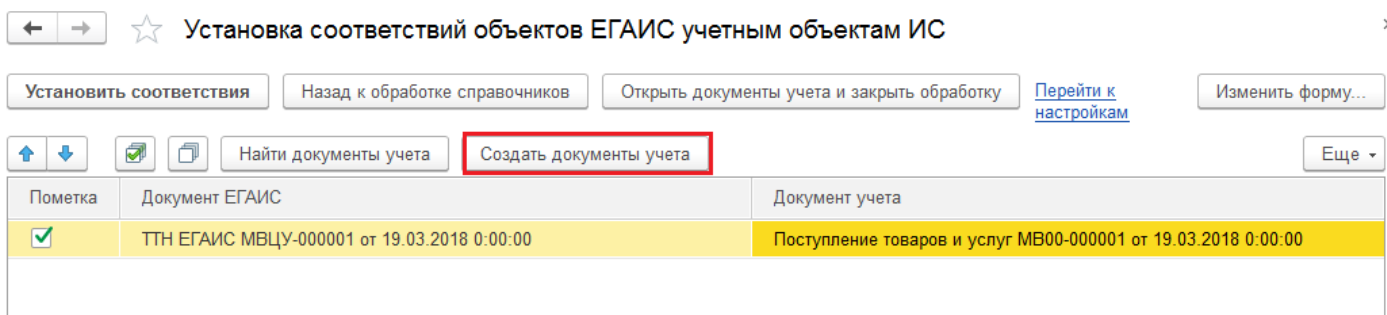 Установка соответствий объектов ЕГАИС учетным объектам ИС
Установить соответствия Назад к обработке справочников Открыть документы учета и закрыть обработку Перейти к настройкам Изменить форму...
Найти документы учета Создать документы учета Еще
Пометка Документ ЕГАИС Документ учета
ТТН ЕГАИС МВЦУ-000001 от 19.03.2018 0:00:00 Поступление товаров и услуг МВ00-000001 от 19.03.2018 0:00:00